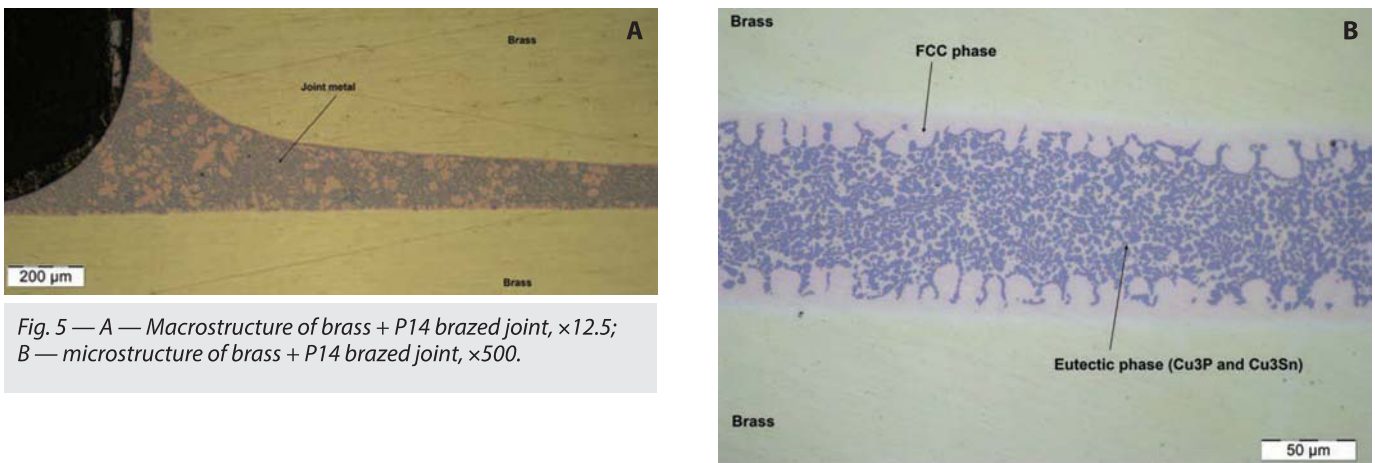 A
Brass
Joint metal
200 μm
Brass
Fig. 5 — A — Macrostructure of brass + P14 brazed joint, ×12.5;
B — microstructure of brass + P14 brazed joint, ×500.
Brass
B
FCC phase
Eutectic phase (Cu3P and Cu3Sn)
Brass
50 μm